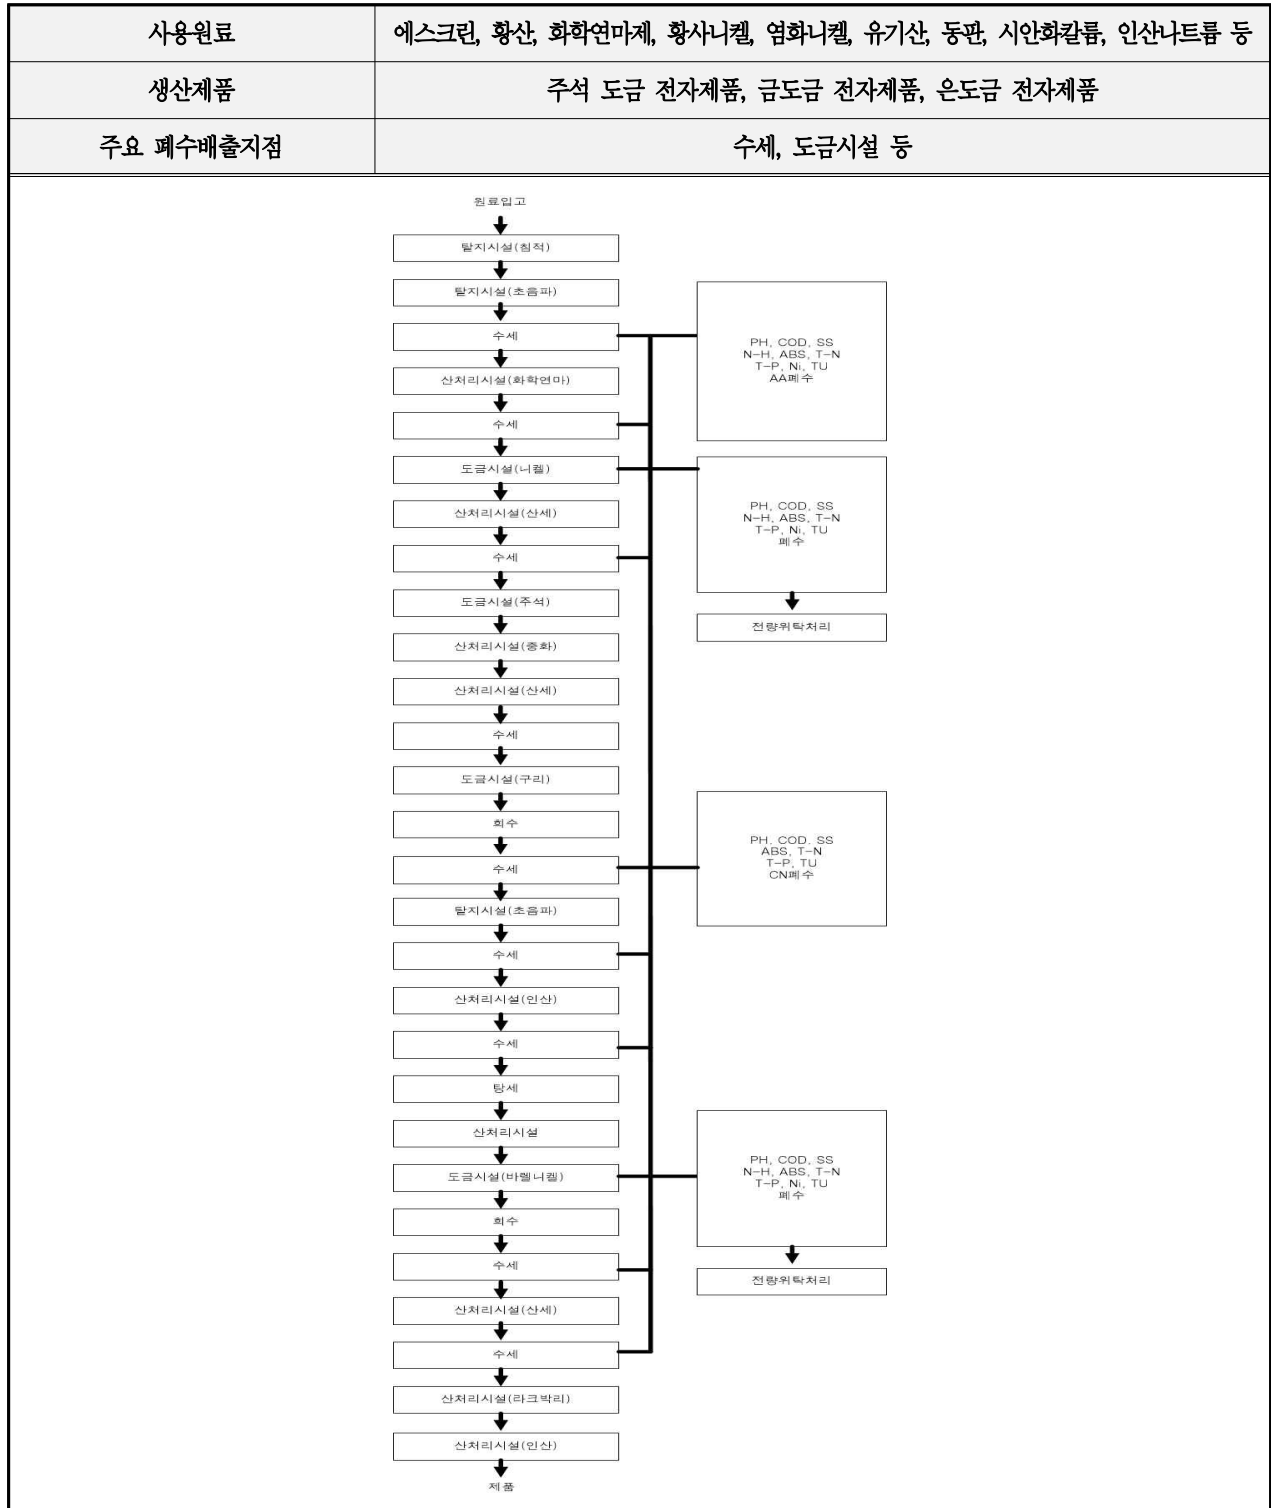 사용원료
에스크린, 황산, 화학연마제, 황사니켈, 염화니켈, 유기산, 동판, 시안화칼륨, 인산나트륨 등
생산제품
주석 도금 전자제품, 금도금 전자제품, 은도금 전자제품
주요 폐수배출지점
수세, 도금시설 등
원료입고
탈지시설(침적)
탈지시설(초음파)
수세
산처리시설(화학연마)
수세
도금시설(니켈)
산처리시설(산세)
수세
도금시설(주석)
산처리시설(중화)
산처리시설(산세)
수세
도금시설(구리)
회수
수세
탈지시설(초음파)
수세
산처리시설(인산)
수세
탕세
산처리시설
도금시설(바렐니켈)
회수
수세
산처리시설(산세)
수세
산처리시설(라크박리)
산처리시설(인산)
제품
PH, COD, SS
N-H, ABS, T-N
T-P, Ni, TU
AA폐수
PH, COD, SS
N-H, ABS, T-N
T-P, Ni, TU
폐수
전량위탁처리
PH, COD, SS
ABS, T-N
T-P, TU
CN폐수
PH, COD, SS
N-H, ABS, T-N
T-P, Ni, TU
폐수
전량위탁처리